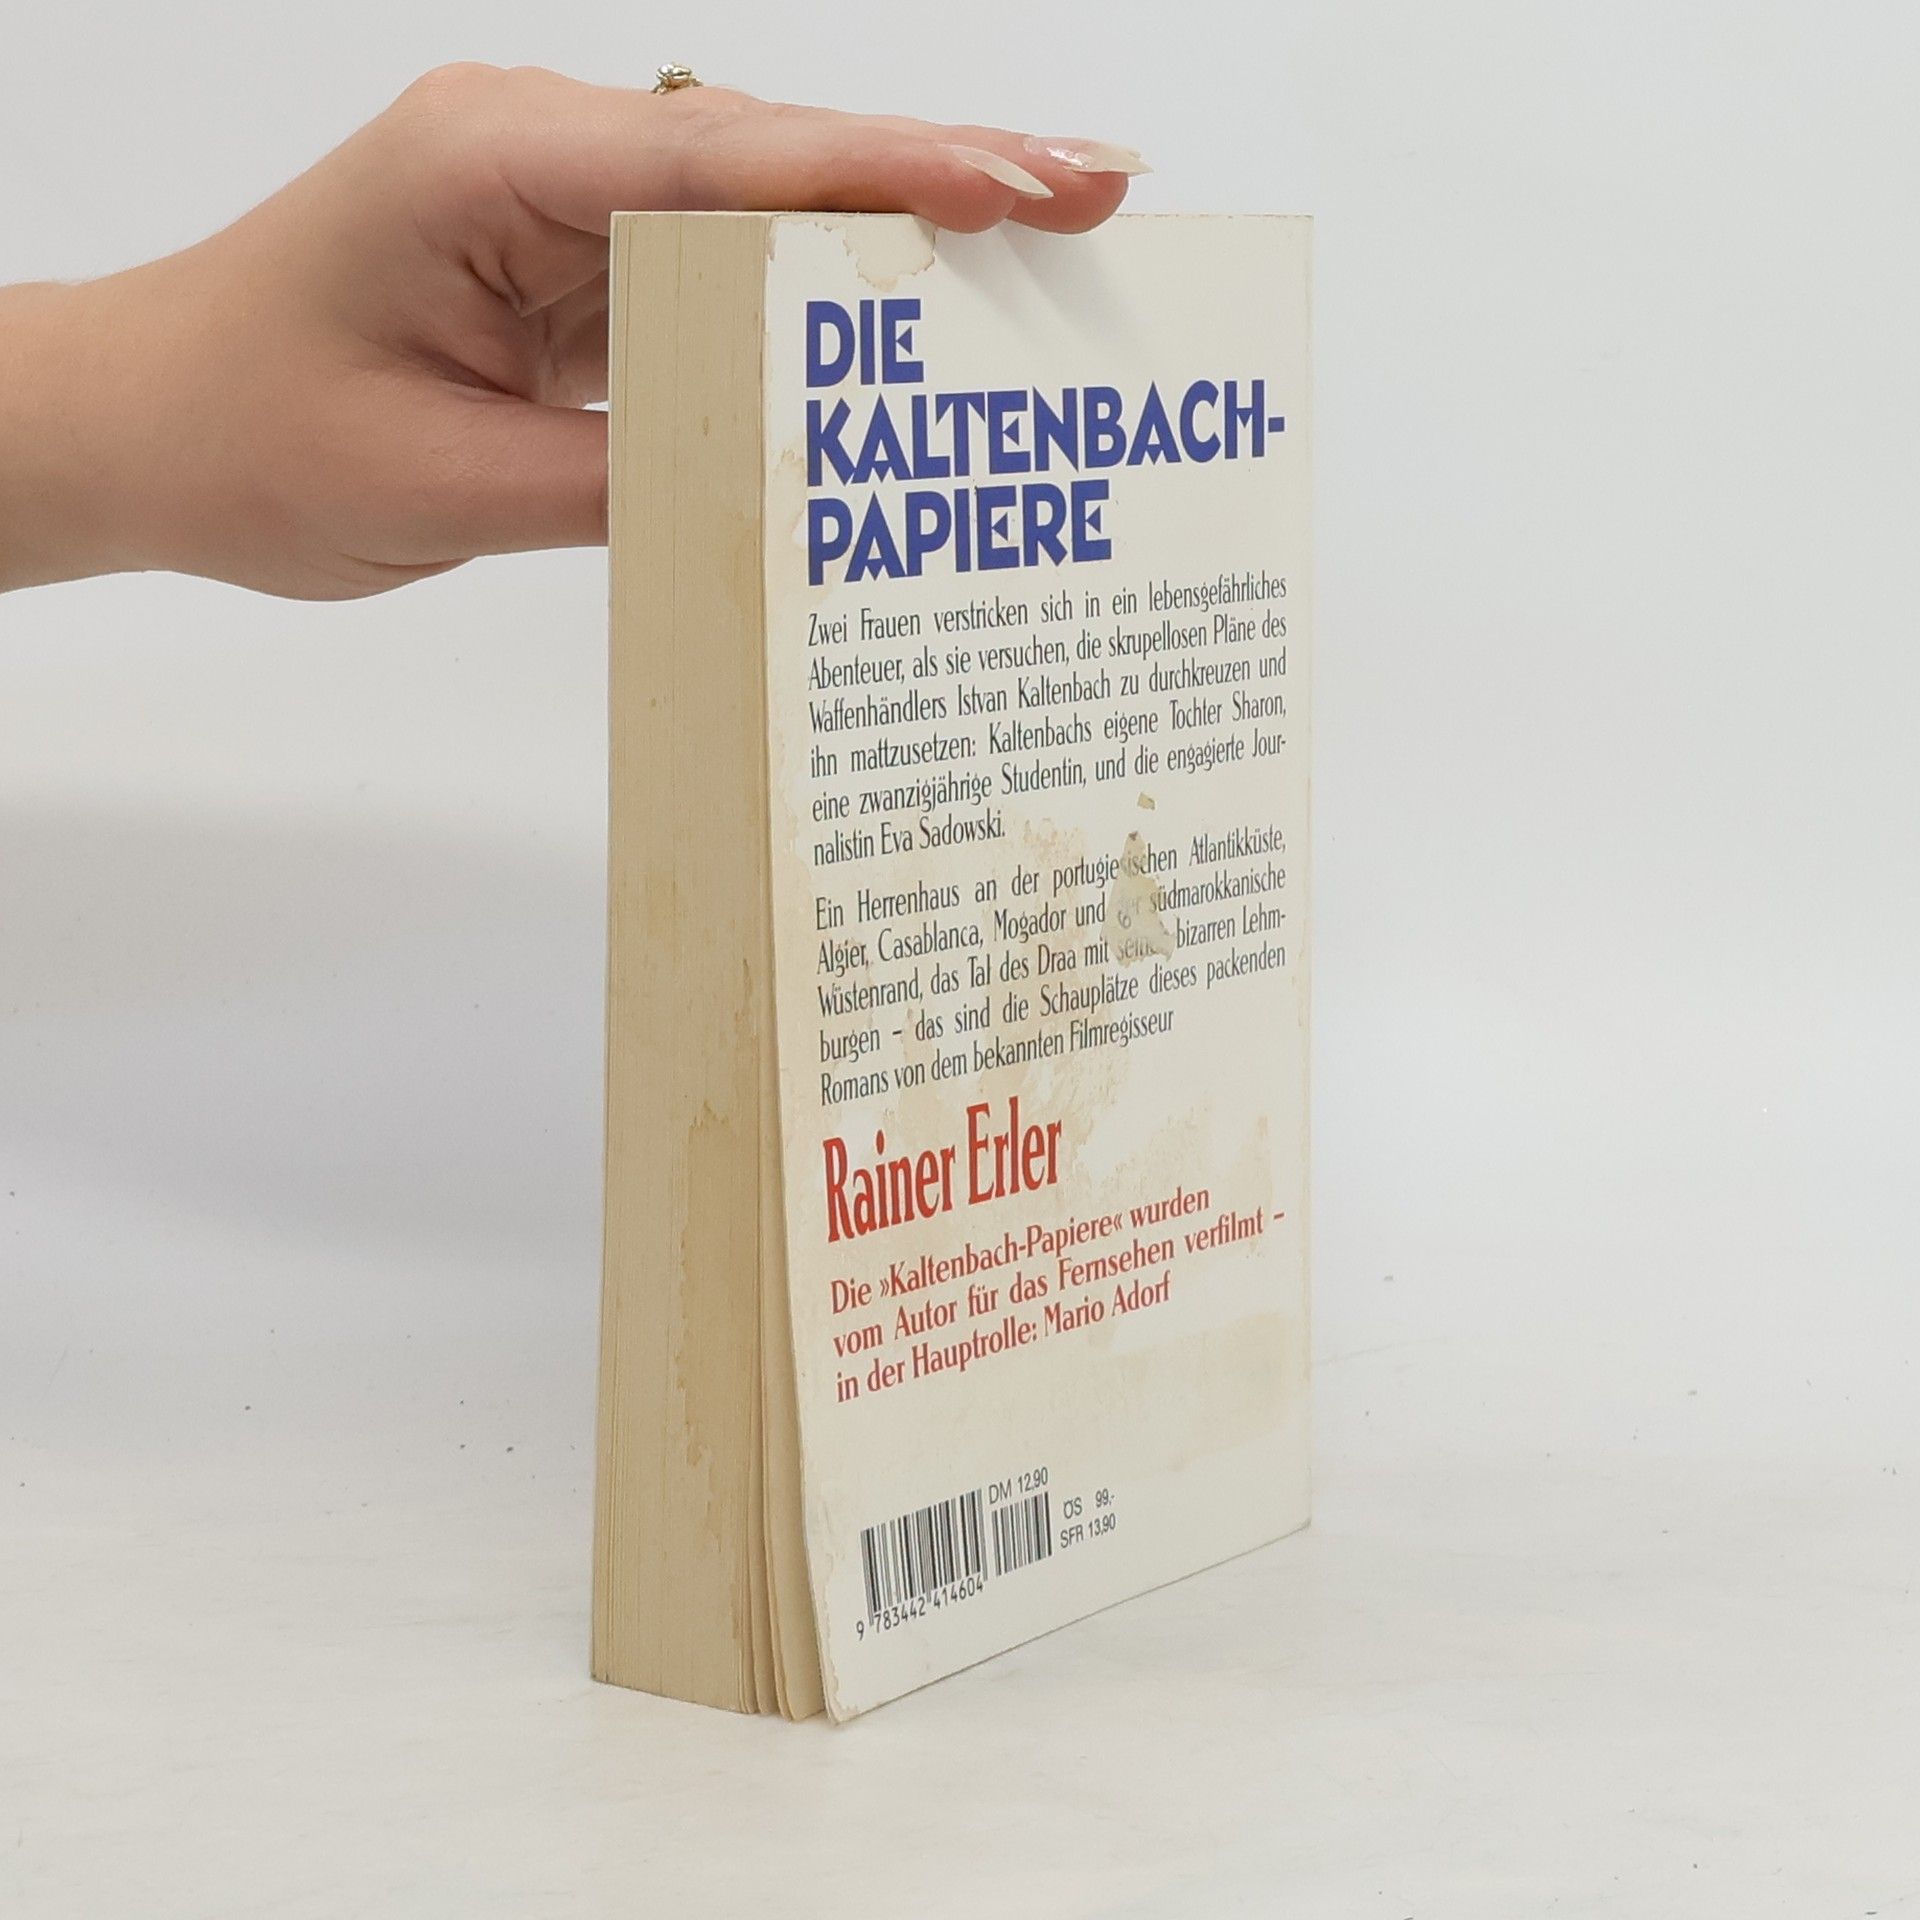 DIE
KALTENBACH-
PAPIERE
Zwei Frauen verstricken sich in ein lebensgefährliches
Abenteuer, als sie versuchen, die skrupellosen Pläne des
Waffenhändlers Istvan Kaltenbach zu durchkreuzen und
ihn mattzusetzen: Kaltenbachs eigene Tochter Sharon,
eine zwanzigjährige Studentin, und die engagierte Jour-
nalistin Eva Sadowski.
Ein Herrenhaus an der portugiesischen Atlantikküste,
Algier, Casablanca, Mogador und der südmarokkanische
Wüstenrand, das Tal des Draa mit seinen bizarren Lehm-
burgen – das sind die Schauplätze dieses packenden
Romans von dem bekannten Filmregisseur
Rainer Erler
Die »Kaltenbach-Papiere« wurden
vom Autor für das Fernsehen verfilmt –
in der Hauptrolle: Mario Adorf
DM 12.90
ÖS 99,-
SFR 13,90
9 783442 414604